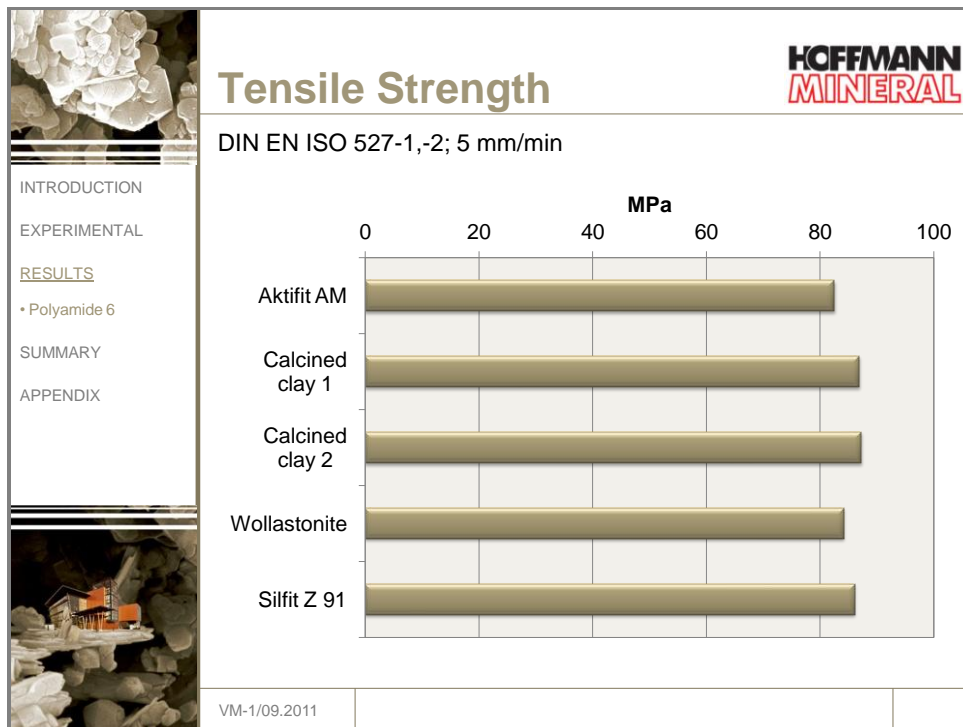 Tensile Strength
HOFFMANN
MINERAL
DIN EN ISO 527-1,-2; 5 mm/min
INTRODUCTION
EXPERIMENTAL
RESULTS
• Polyamide 6
SUMMARY
APPENDIX
MPa
0 20 40 60 80 100
Aktifit AM
Calcined
clay 1
Calcined
clay 2
Wollastonite
Silfit Z 91
VM-1/09.2011